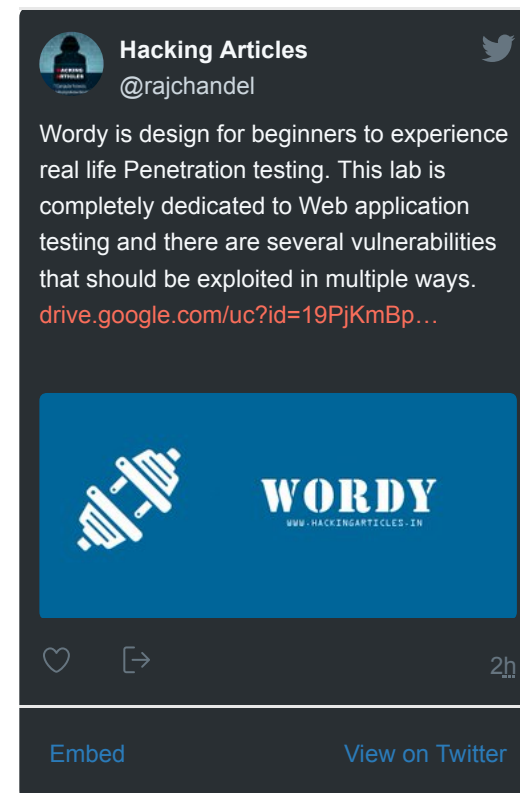 Hacking Articles
@rajchandel
Wordy is design for beginners to experience
real life Penetration testing. This lab is
completely dedicated to Web application
testing and there are several vulnerabilities
that should be exploited in multiple ways.
drive.google.com/uc?id=19PjKmBp…
WORDY
WWW.HACKINGARTICLES.IN
2h
Embed
View on Twitter